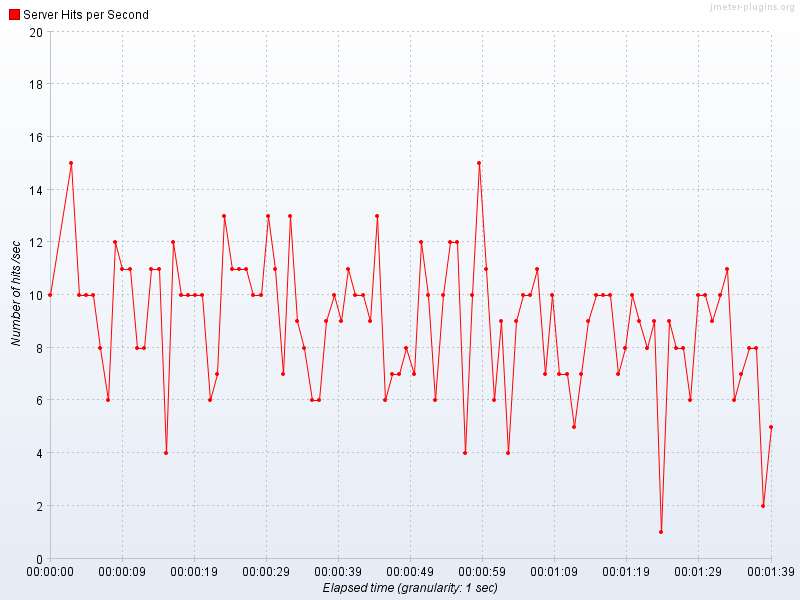 jmeter-plugins.org
Server Hits per Second
20
18
16
14
12
10
8
6
4
2
0
Number of hits /sec
00:00:00 00:00:09 00:00:19 00:00:29 00:00:39 00:00:49 00:00:59 00:01:09 00:01:19 00:01:29 00:01:39
Elapsed time (granularity: 1 sec)